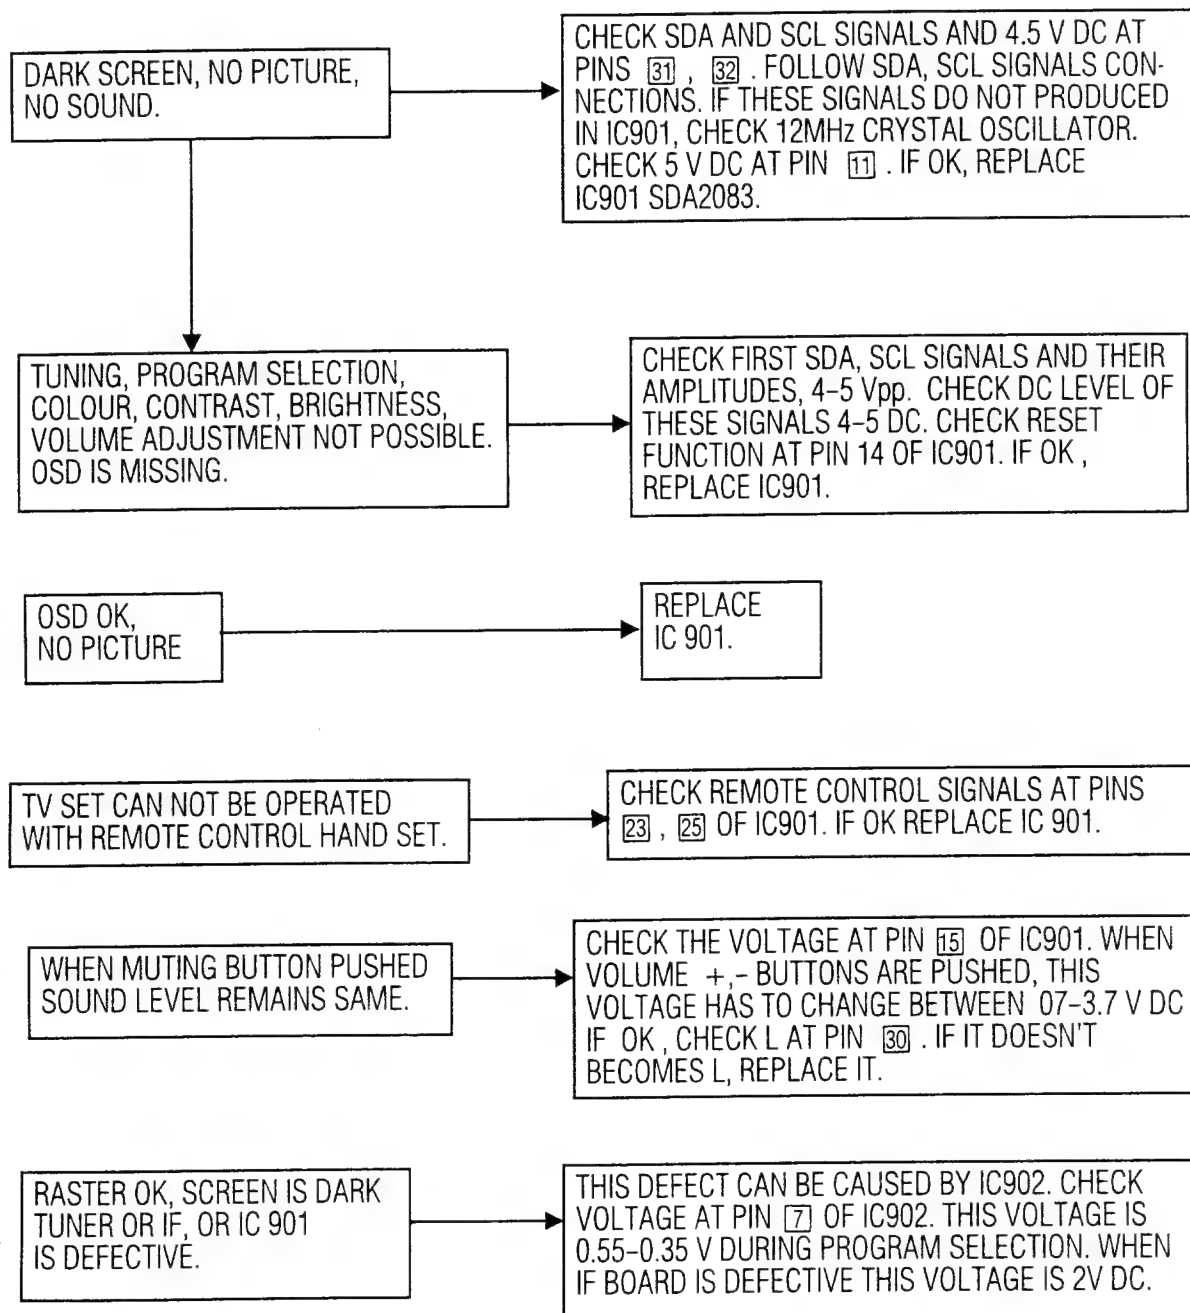 DARK SCREEN, NO PICTURE,
NO SOUND.
CHECK SDA AND SCL SIGNALS AND 4.5 V DC AT
PINS 31 , 32 . FOLLOW SDA, SCL SIGNALS CON-
NECTIONS. IF THESE SIGNALS DO NOT PRODUCED
IN IC901, CHECK 12MHz CRYSTAL OSCILLATOR.
CHECK 5 V DC AT PIN 11 . IF OK, REPLACE
IC901 SDA2083.
TUNING, PROGRAM SELECTION,
COLOUR, CONTRAST, BRIGHTNESS,
VOLUME ADJUSTMENT NOT POSSIBLE.
OSD IS MISSING.
CHECK FIRST SDA, SCL SIGNALS AND THEIR
AMPLITUDES, 4–5 Vpp. CHECK DC LEVEL OF
THESE SIGNALS 4–5 DC. CHECK RESET
FUNCTION AT PIN 14 OF IC901. IF OK ,
REPLACE IC901.
OSD OK,
NO PICTURE
REPLACE
IC 901.
TV SET CAN NOT BE OPERATED
WITH REMOTE CONTROL HAND SET.
CHECK REMOTE CONTROL SIGNALS AT PINS
23 , 25 OF IC901. IF OK REPLACE IC 901.
WHEN MUTING BUTTON PUSHED
SOUND LEVEL REMAINS SAME.
CHECK THE VOLTAGE AT PIN 15 OF IC901. WHEN
VOLUME +,- BUTTONS ARE PUSHED, THIS
VOLTAGE HAS TO CHANGE BETWEEN 07–3.7 V DC
IF OK , CHECK L AT PIN 30 . IF IT DOESN'T
BECOMES L, REPLACE IT.
RASTER OK, SCREEN IS DARK
TUNER OR IF, OR IC 901
IS DEFECTIVE.
THIS DEFECT CAN BE CAUSED BY IC902. CHECK
VOLTAGE AT PIN 7 OF IC902. THIS VOLTAGE IS
0.55–0.35 V DURING PROGRAM SELECTION. WHEN
IF BOARD IS DEFECTIVE THIS VOLTAGE IS 2V DC.